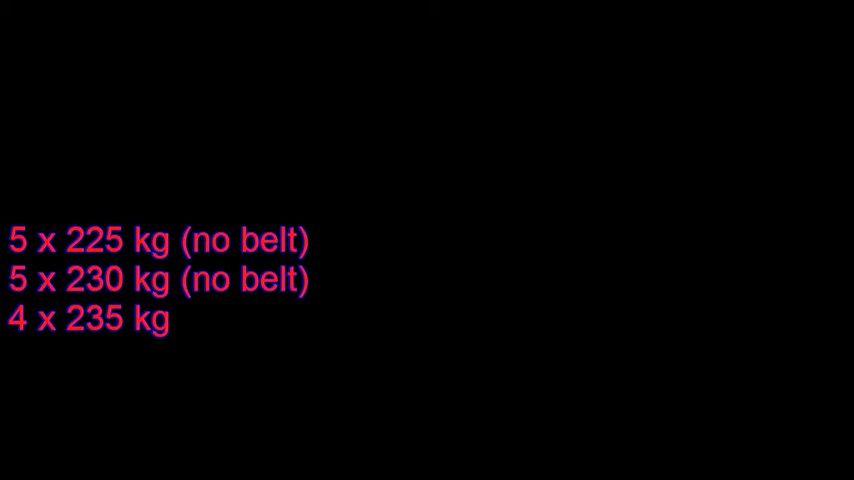 5 x 225 kg (no belt)
5 x 230 kg (no belt)
4 x 235 kg